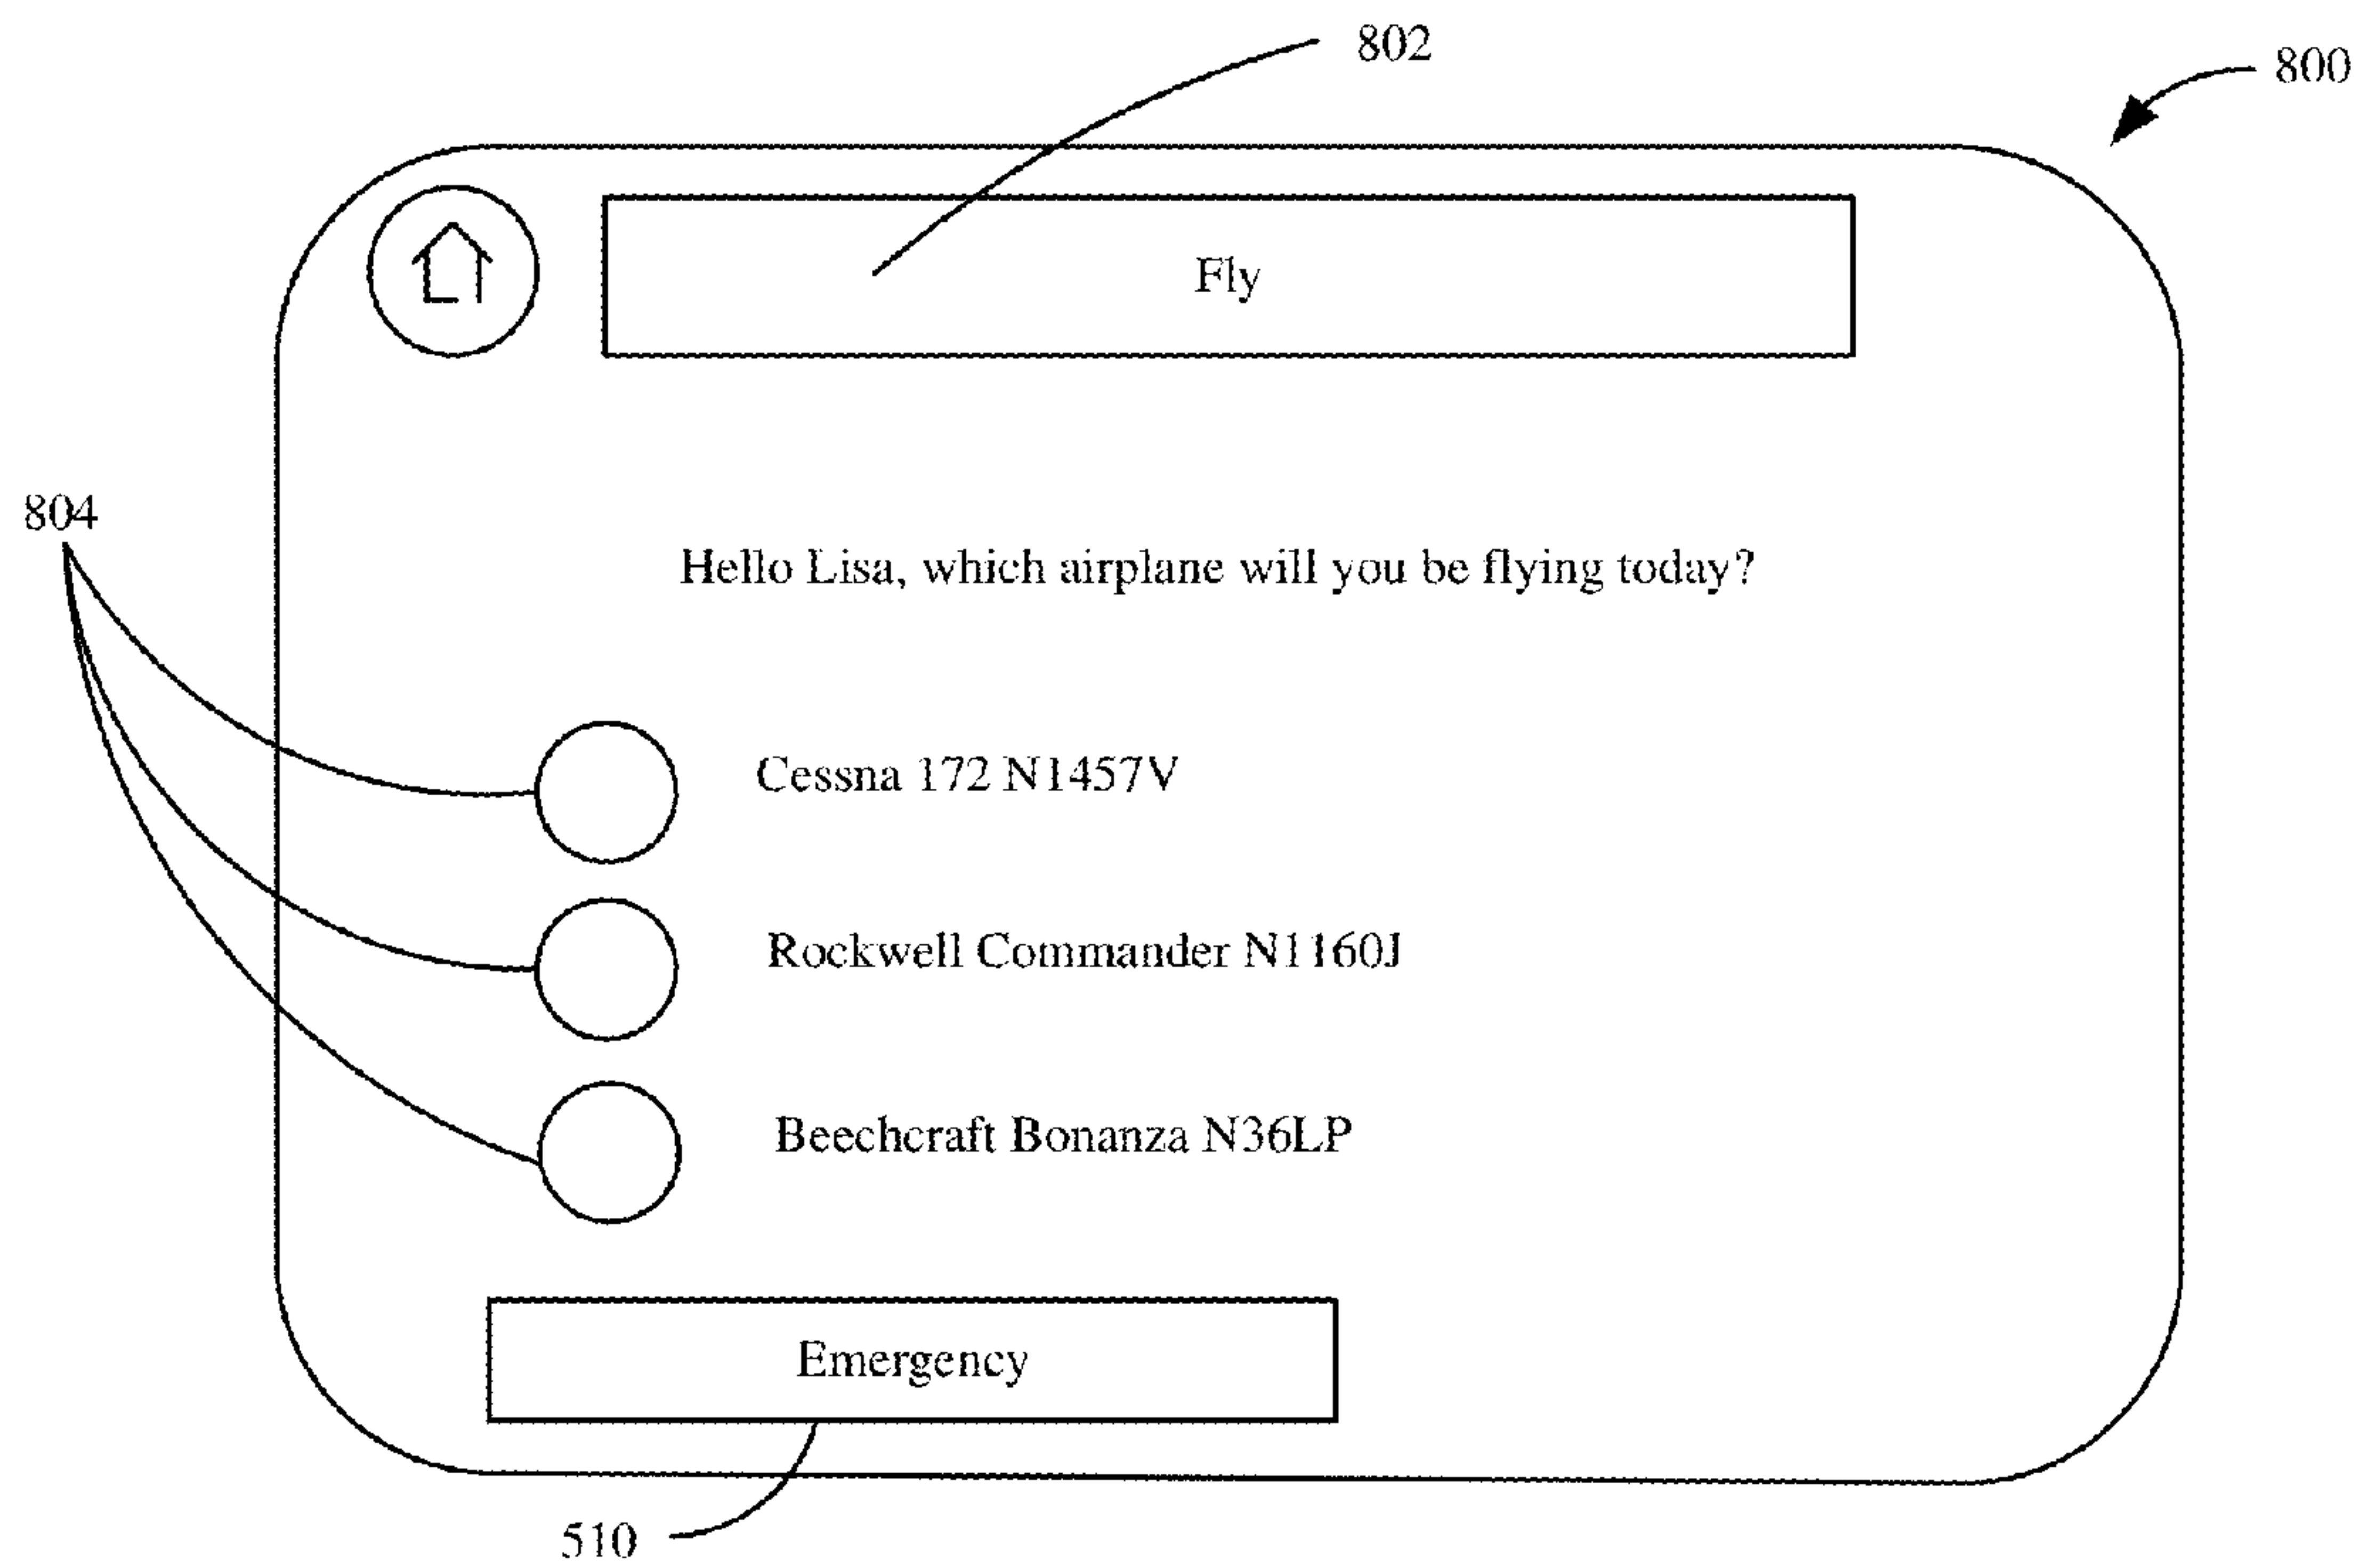 802
800
Fly
804
Hello Lisa, which airplane will you be flying today?
Cessna 172 N1457V
Rockwell Commander N1160J
Beechcraft Bonanza N36LP
Emergency
510